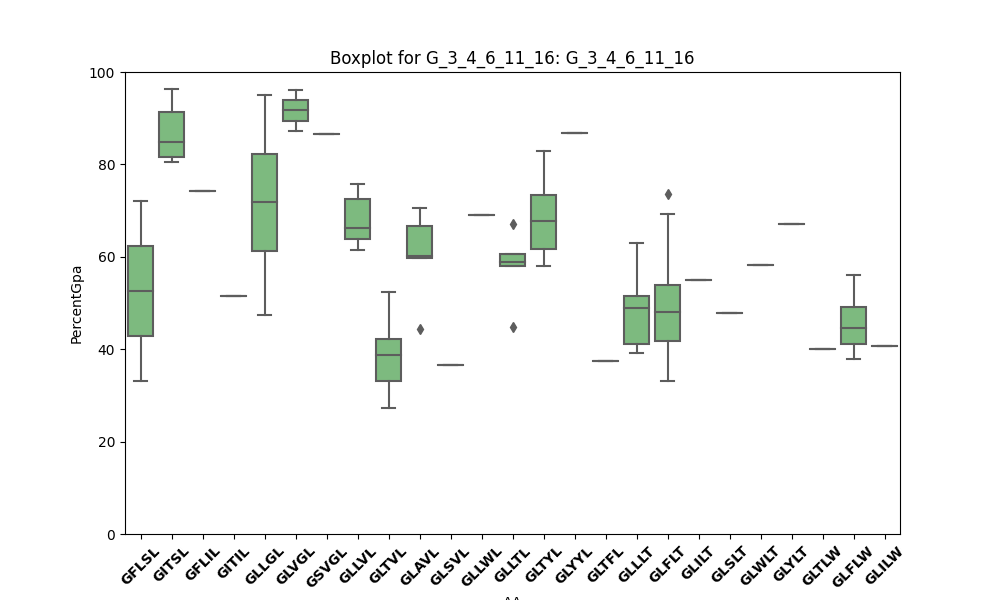 Boxplot for G_3_4_6_11_16: G_3_4_6_11_16
100
80
60
40
20
0
PercentGpa
GFLSL
GITSL
GFLIL
GITIL
GLLGL
GLVGL
GSVGL
GLLVL
GLTVL
GLAVL
GLSVL
GLLWL
GLLTL
GLTYL
GLYYL
GLTFL
GLLLT
GLFLT
GLILT
GLSLT
GLWLT
GLYLT
GLTLW
GLFLW
GLILW